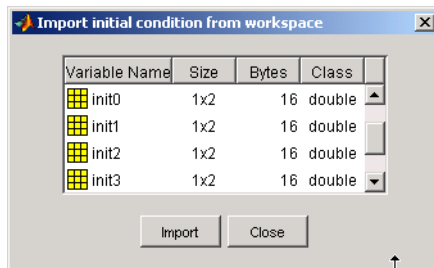 Import initial condition from workspace
Variable Name Size Bytes Class
init0 1x2 16 double
init1 1x2 16 double
init2 1x2 16 double
init3 1x2 16 double
Import Close